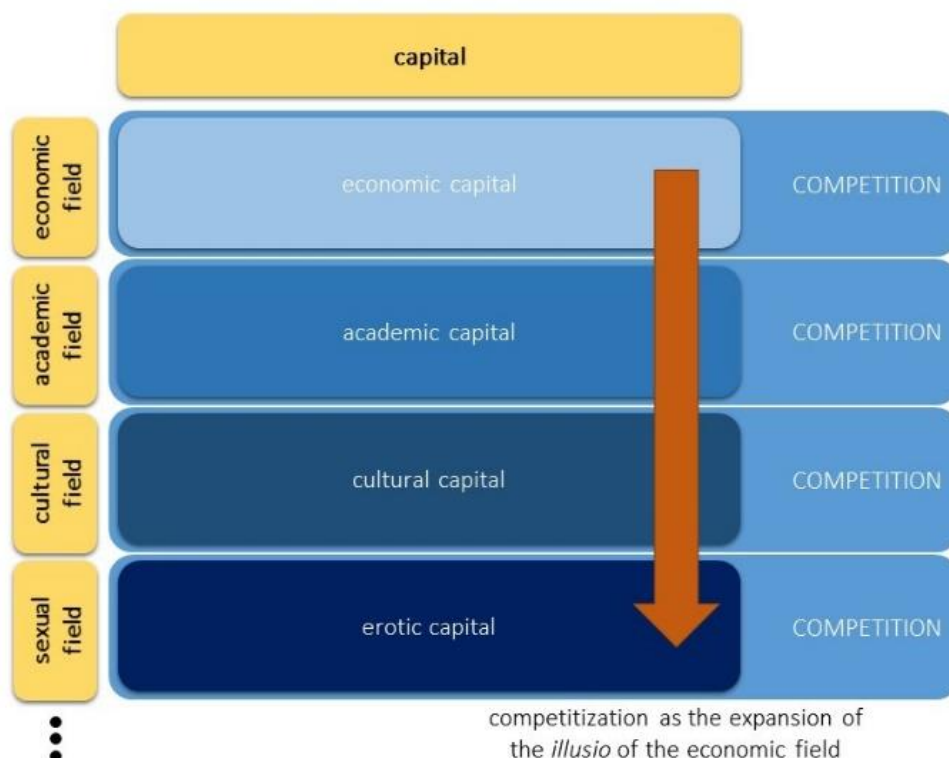 capital
economic
field
economic capital
COMPETITION
academic
field
academic capital
COMPETITION
cultural
field
cultural capital
COMPETITION
sexual
field
erotic capital
COMPETITION
competitization as the expansion of
the illusio of the economic field